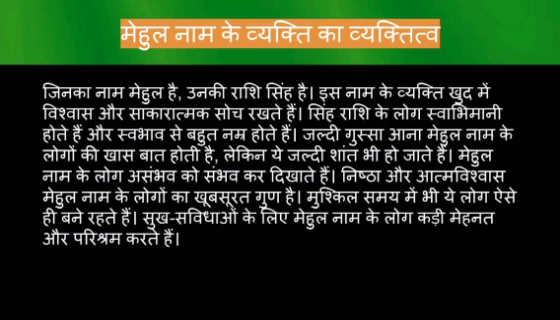 मेहुल नाम के व्यक्ति का व्यक्तित्व
जिनका नाम मेहुल है, उनकी राशि सिंह है। इस नाम के व्यक्ति खुद में
विश्वास और साकारात्मक सोच रखते हैं। सिंह राशि के लोग स्वाभिमानी
होते हैं और स्वभाव से बहुत नम्र होते हैं। जल्दी गुस्सा आना मेहुल नाम के
लोगों की खास बात होती है, लेकिन ये जल्दी शांत भी हो जाते हैं। मेहुल
नाम के लोग असंभव को संभव कर दिखाते हैं। निष्ठा और आत्मविश्वास
मेहुल नाम के लोगों का खूबसूरत गुण है। मुश्किल समय में भी ये लोग ऐसे
ही बने रहते हैं। सुख-सविधाओं के लिए मेहुल नाम के लोग कड़ी मेहनत
और परिश्रम करते हैं।